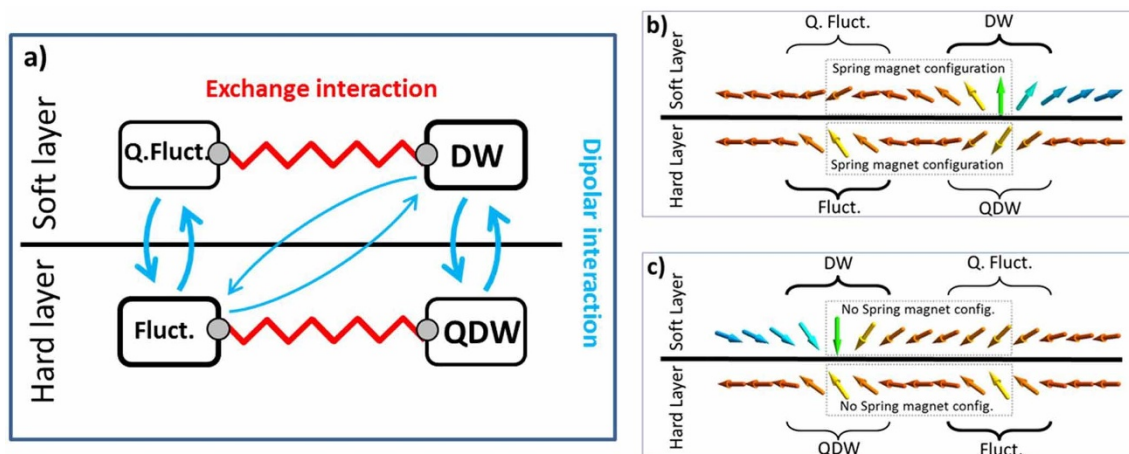 a)
Exchange interaction
Soft layer
Q.Fluct.
DW
Dipolar interaction
Hard layer
Fluct.
QDW
b)
Q. Fluct.
DW
Soft Layer
Spring magnet configuration
Hard Layer
Spring magnet configuration
Fluct.
QDW
c)
DW
Q. Fluct.
Soft Layer
No Spring magnet config.
Hard Layer
No Spring magnet config.
QDW
Fluct.